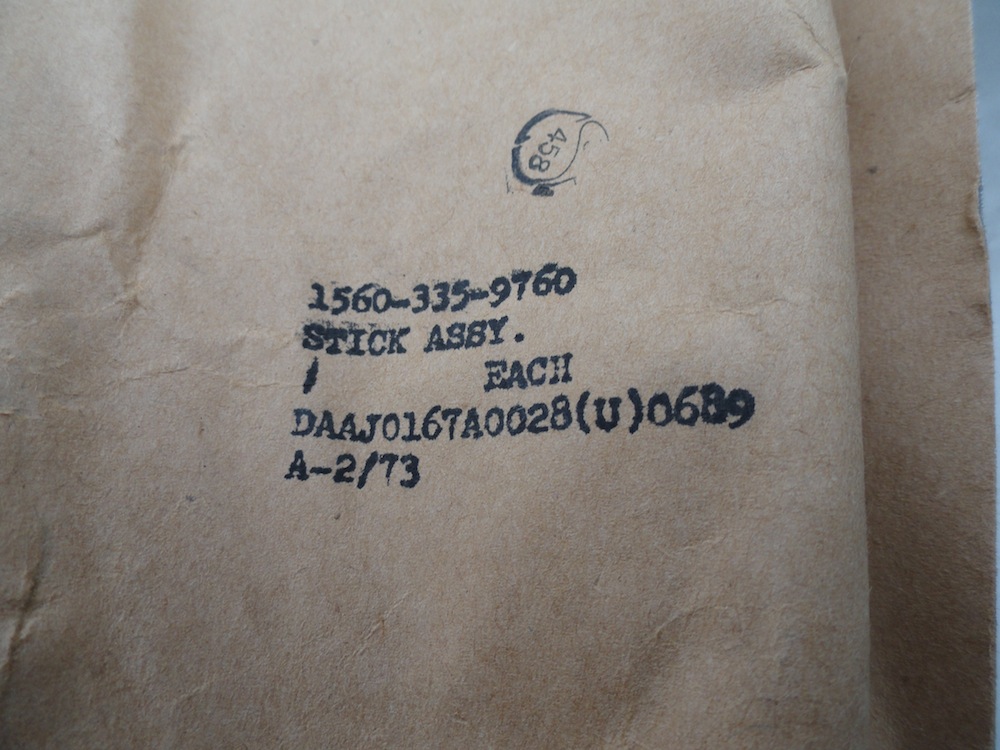 458
1560-335-9760
STICK ASSY.
1 EACH
DAAJ0167A0028(U)0689
A-2/73